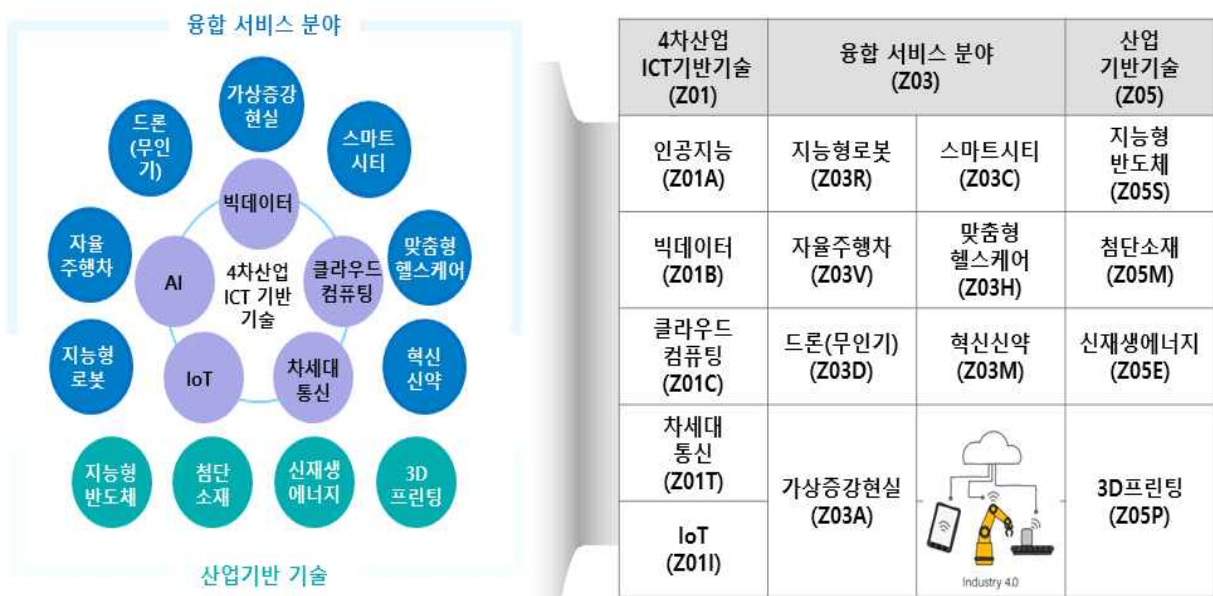 융합 서비스 분야
가상증강
현실
드론
(무인
기)
스마트
시티
빅데이터
자율
주행차
맞춤형
헬스케어
AI
4차산업
ICT 기반
기술
클라우드
컴퓨팅
지능형
로봇
IoT
차세대
통신
혁신
신약
지능형
반도체
첨단
소재
신재생
에너지
3D
프린팅
산업기반 기술
4차산업
ICT기반기술
(Z01)
융합 서비스 분야
(Z03)
산업
기반기술
(Z05)
인공지능
(Z01A)
지능형로봇
(Z03R)
스마트시티
(Z03C)
지능형
반도체
(Z05S)
빅데이터
(Z01B)
자율주행차
(Z03V)
맞춤형
헬스케어
(Z03H)
첨단소재
(Z05M)
클라우드
컴퓨팅
(Z01C)
드론(무인기)
(Z03D)
혁신신약
(Z03M)
신재생에너지
(Z05E)
차세대
통신
(Z01T)
IoT
(Z01I)
가상증강현실
(Z03A)
Industry 4.0
3D프린팅
(Z05P)